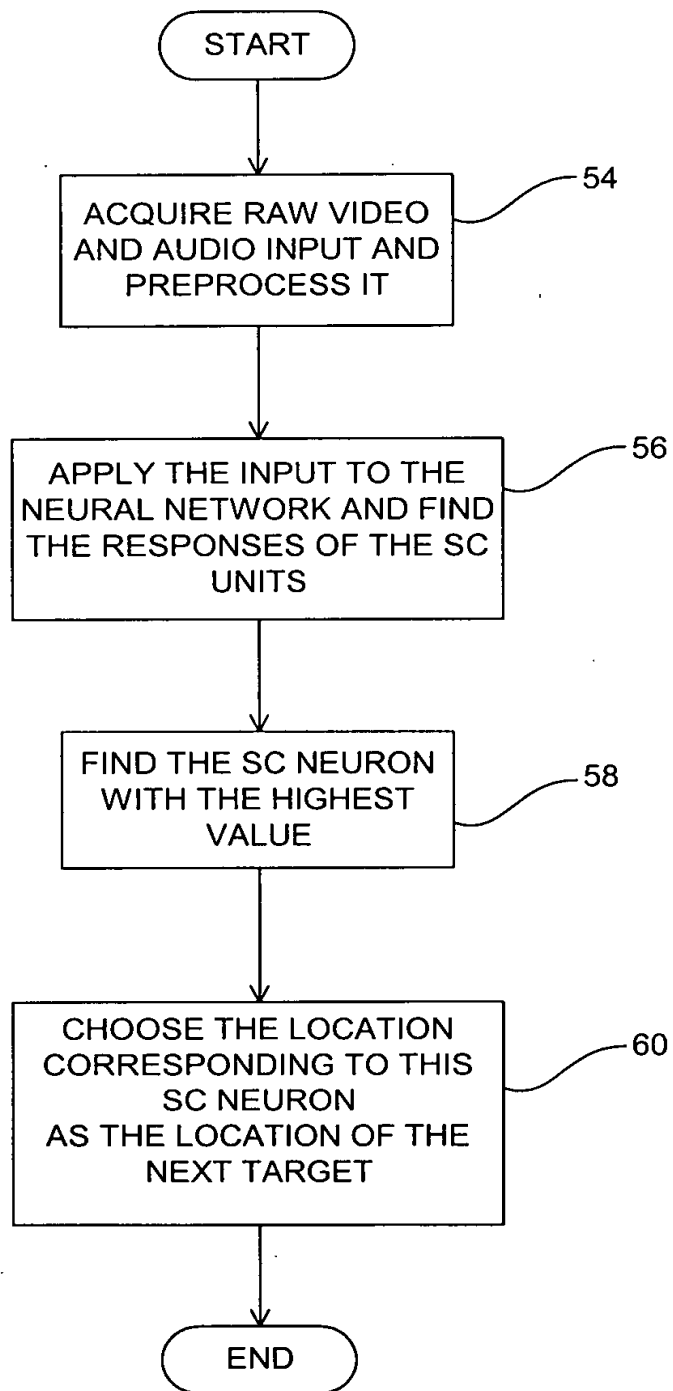 START
54
ACQUIRE RAW VIDEO
AND AUDIO INPUT AND
PREPROCESS IT
56
APPLY THE INPUT TO THE
NEURAL NETWORK AND FIND
THE RESPONSES OF THE SC
UNITS
58
FIND THE SC NEURON
WITH THE HIGHEST
VALUE
60
CHOOSE THE LOCATION
CORRESPONDING TO THIS
SC NEURON
AS THE LOCATION OF THE
NEXT TARGET
END